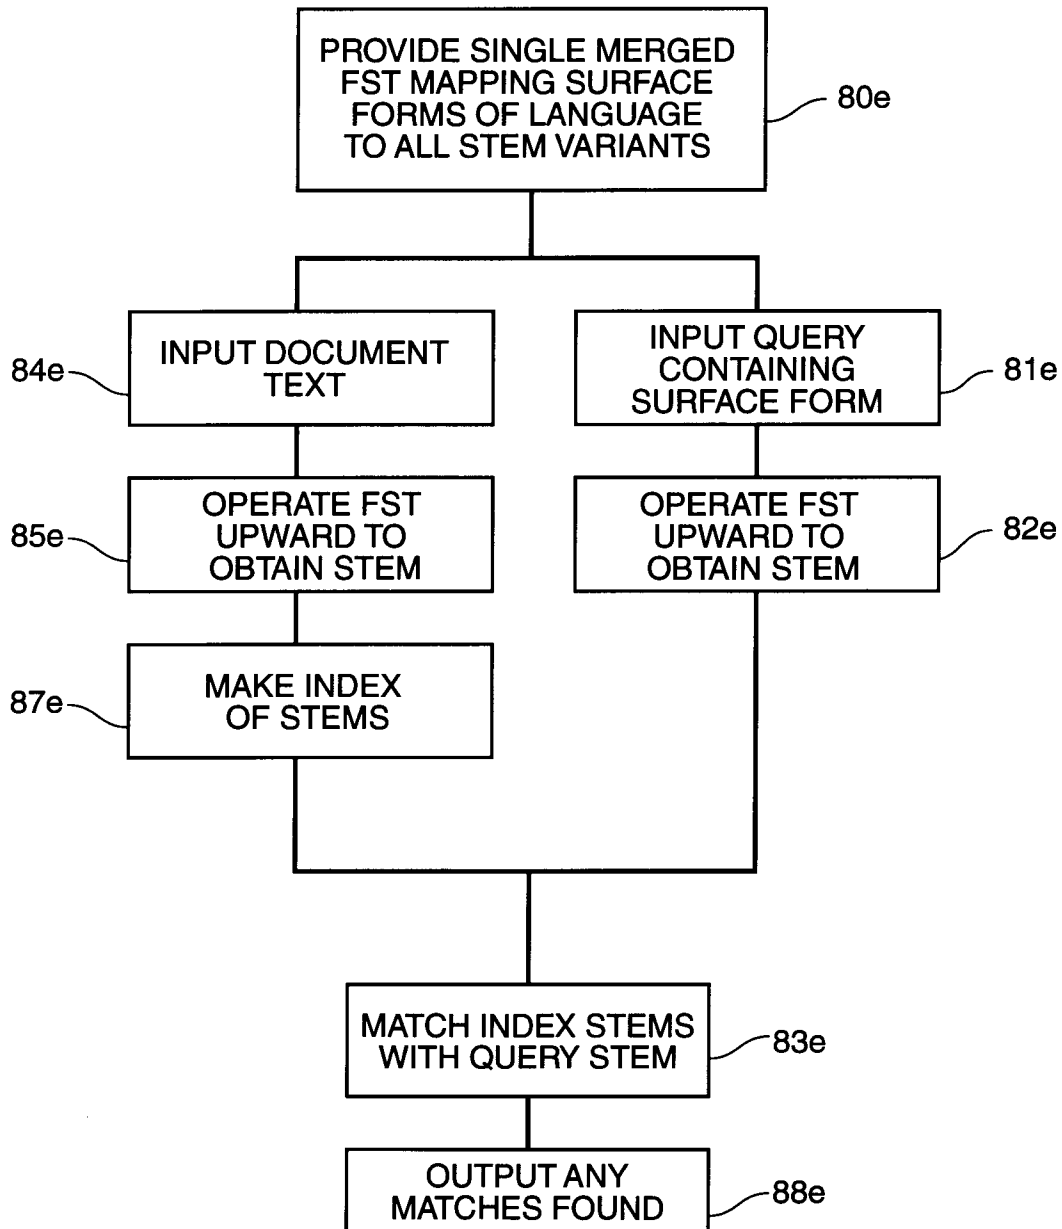 PROVIDE SINGLE MERGED
FST MAPPING SURFACE
FORMS OF LANGUAGE
TO ALL STEM VARIANTS
80e
INPUT DOCUMENT
TEXT
84e
INPUT QUERY
CONTAINING
SURFACE FORM
81e
OPERATE FST
UPWARD TO
OBTAIN STEM
85e
OPERATE FST
UPWARD TO
OBTAIN STEM
82e
MAKE INDEX
OF STEMS
87e
MATCH INDEX STEMS
WITH QUERY STEM
83e
OUTPUT ANY
MATCHES FOUND
88e